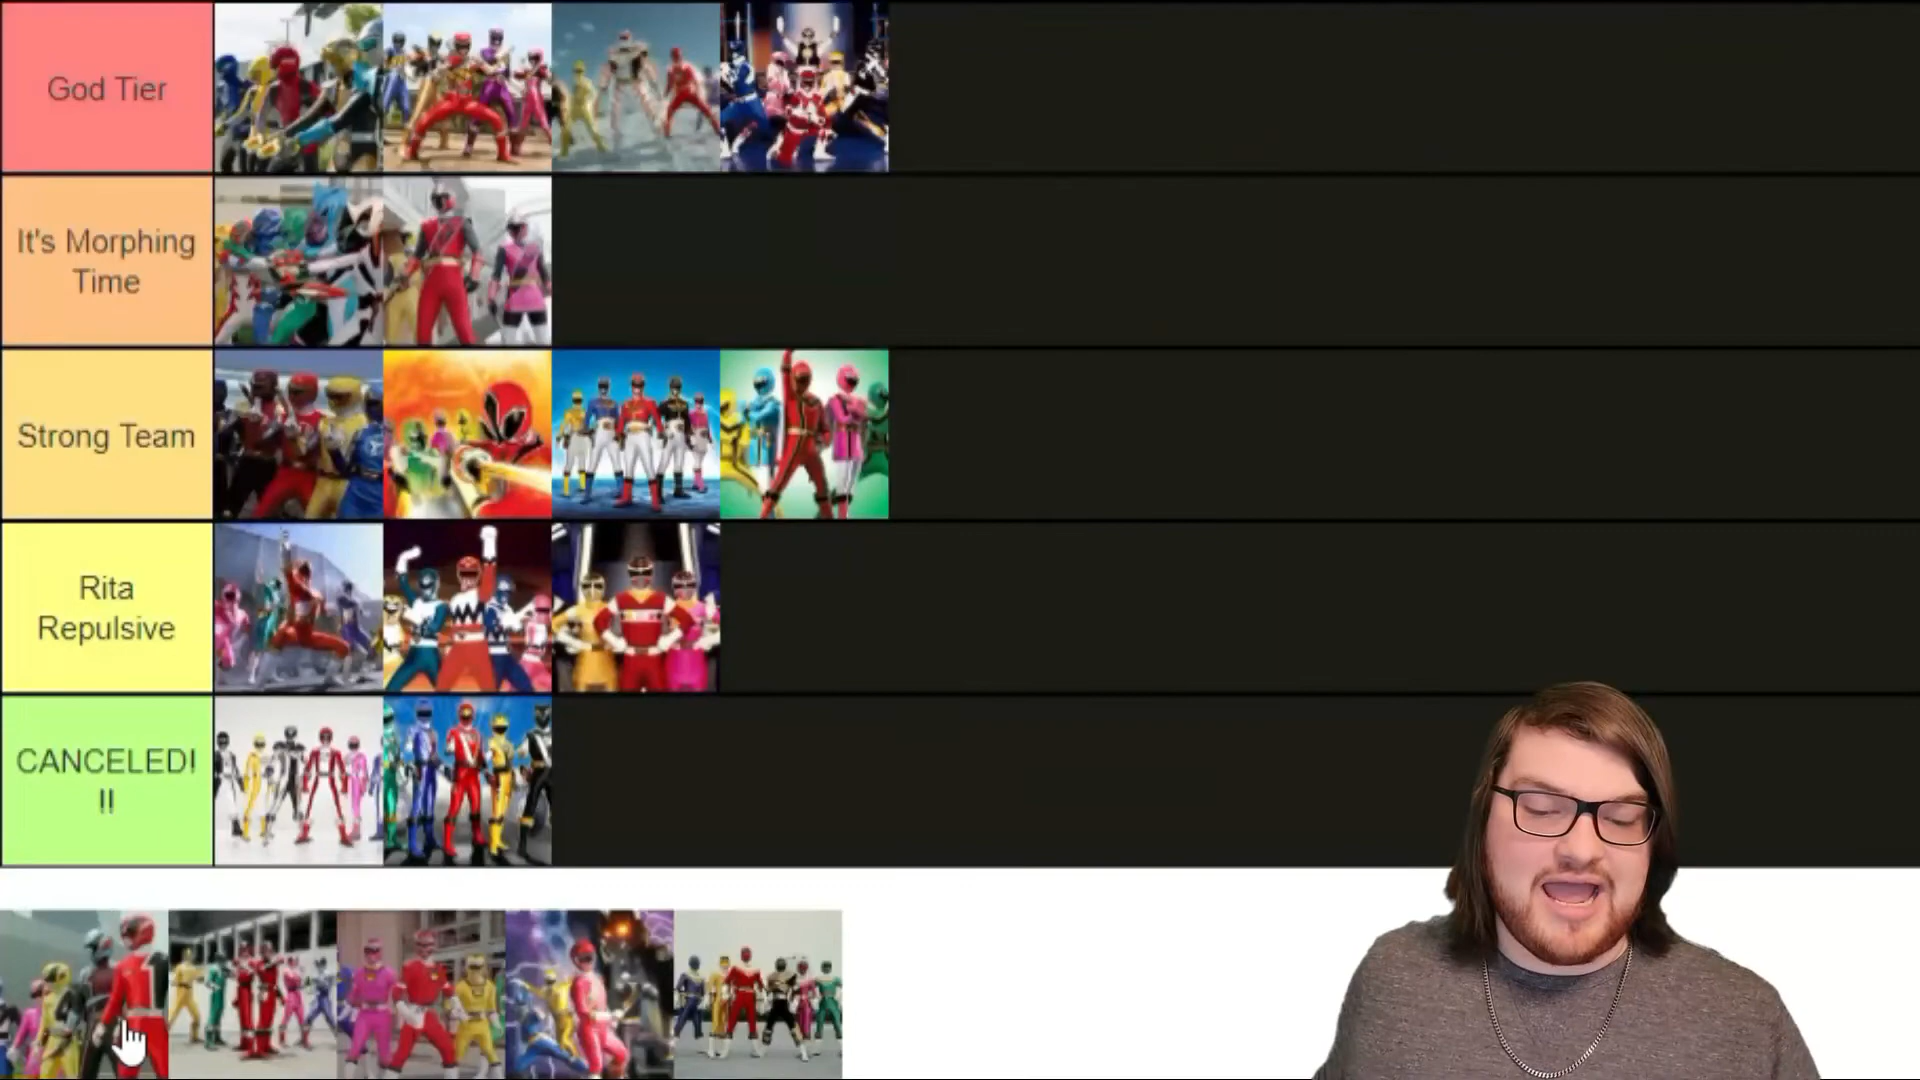 God Tier
It's Morphing
Time
Strong Team
Rita
Repulsive
CANCELED!
!!